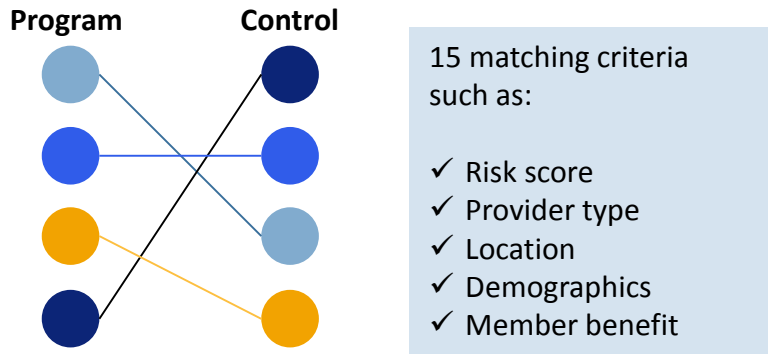 Program
Control
15 matching criteria
such as:
✓ Risk score
✓ Provider type
✓ Location
✓ Demographics
✓ Member benefit